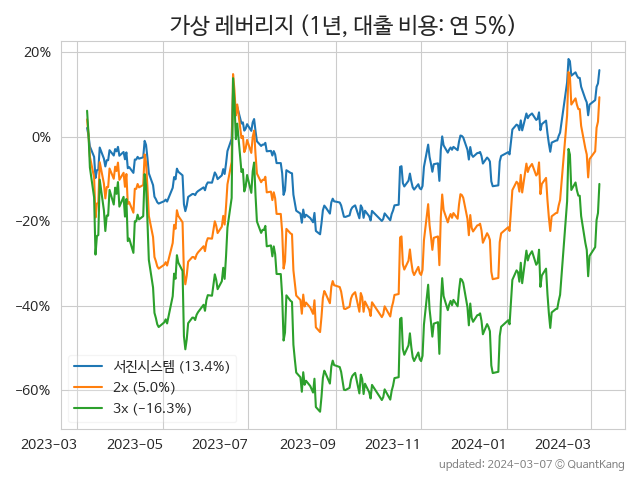 가상 레버리지 (1년, 대출 비용: 연 5%)
20%
0%
−20%
−40%
−60%
서진시스템 (13.4%)
2x (5.0%)
3x (−16.3%)
2023-03 2023-05 2023-07 2023-09 2023-11 2024-01 2024-03
updated: 2024-03-07 © QuantKang